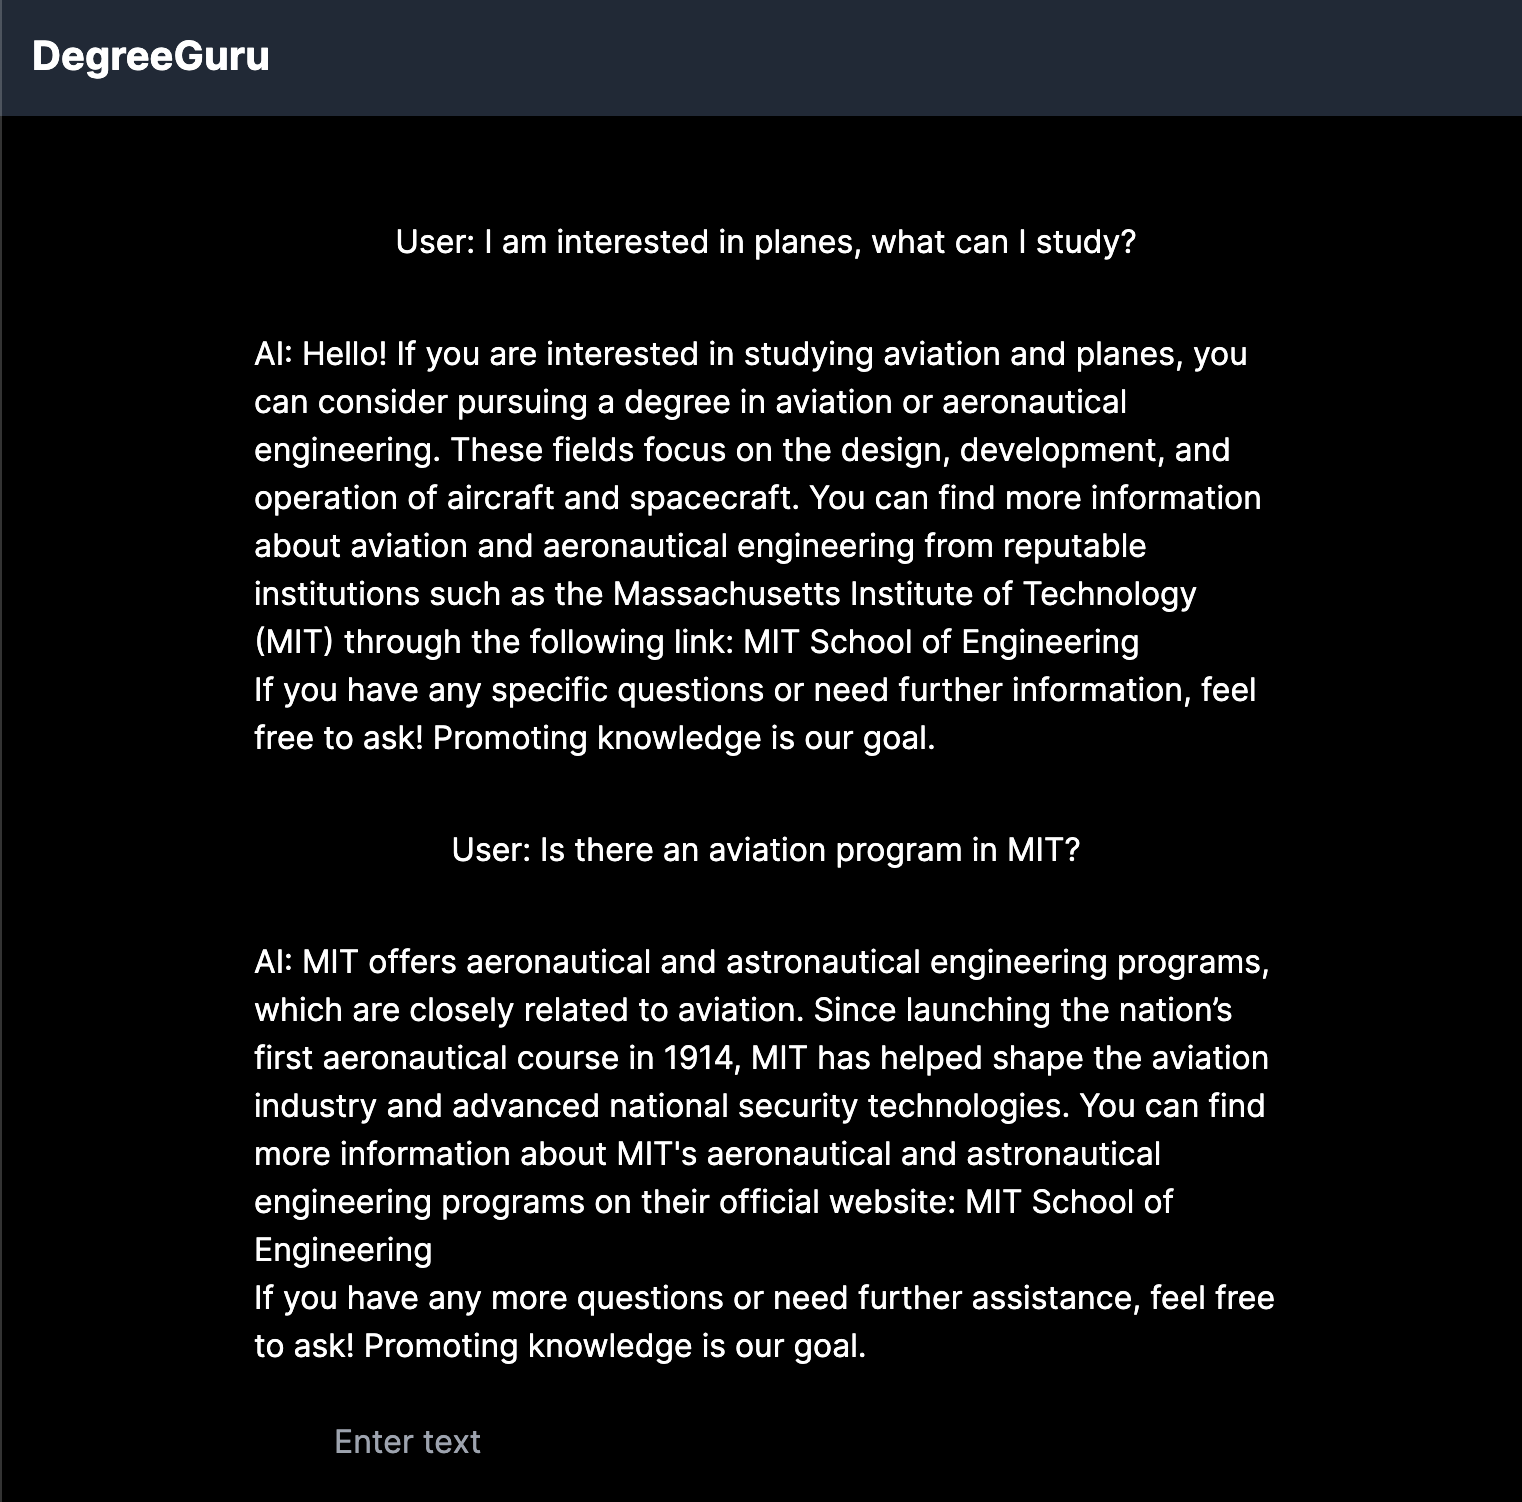 DegreeGuru
User: I am interested in planes, what can I study?
AI: Hello! If you are interested in studying aviation and planes, you
can consider pursuing a degree in aviation or aeronautical
engineering. These fields focus on the design, development, and
operation of aircraft and spacecraft. You can find more information
about aviation and aeronautical engineering from reputable
institutions such as the Massachusetts Institute of Technology
(MIT) through the following link: MIT School of Engineering
If you have any specific questions or need further information, feel
free to ask! Promoting knowledge is our goal.
User: Is there an aviation program in MIT?
AI: MIT offers aeronautical and astronautical engineering programs,
which are closely related to aviation. Since launching the nation’s
first aeronautical course in 1914, MIT has helped shape the aviation
industry and advanced national security technologies. You can find
more information about MIT's aeronautical and astronautical
engineering programs on their official website: MIT School of
Engineering
If you have any more questions or need further assistance, feel free
to ask! Promoting knowledge is our goal.
Enter text